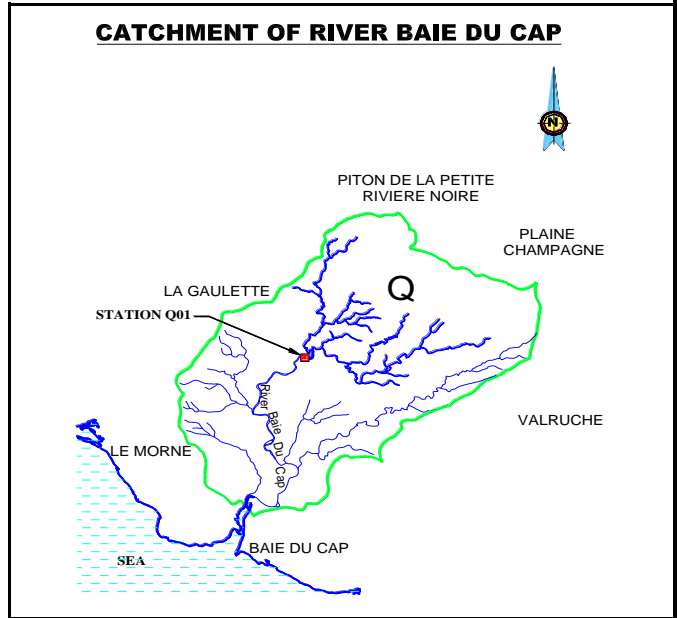 CATCHMENT OF RIVER BAIE DU CAP
N
PITON DE LA PETITE
RIVIERE NOIRE
PLAINE
CHAMPAGNE
Q
LA GAULETTE
STATION Q01
River Baie Du Cap
VALRUCHE
LE MORNE
BAIE DU CAP
SEA